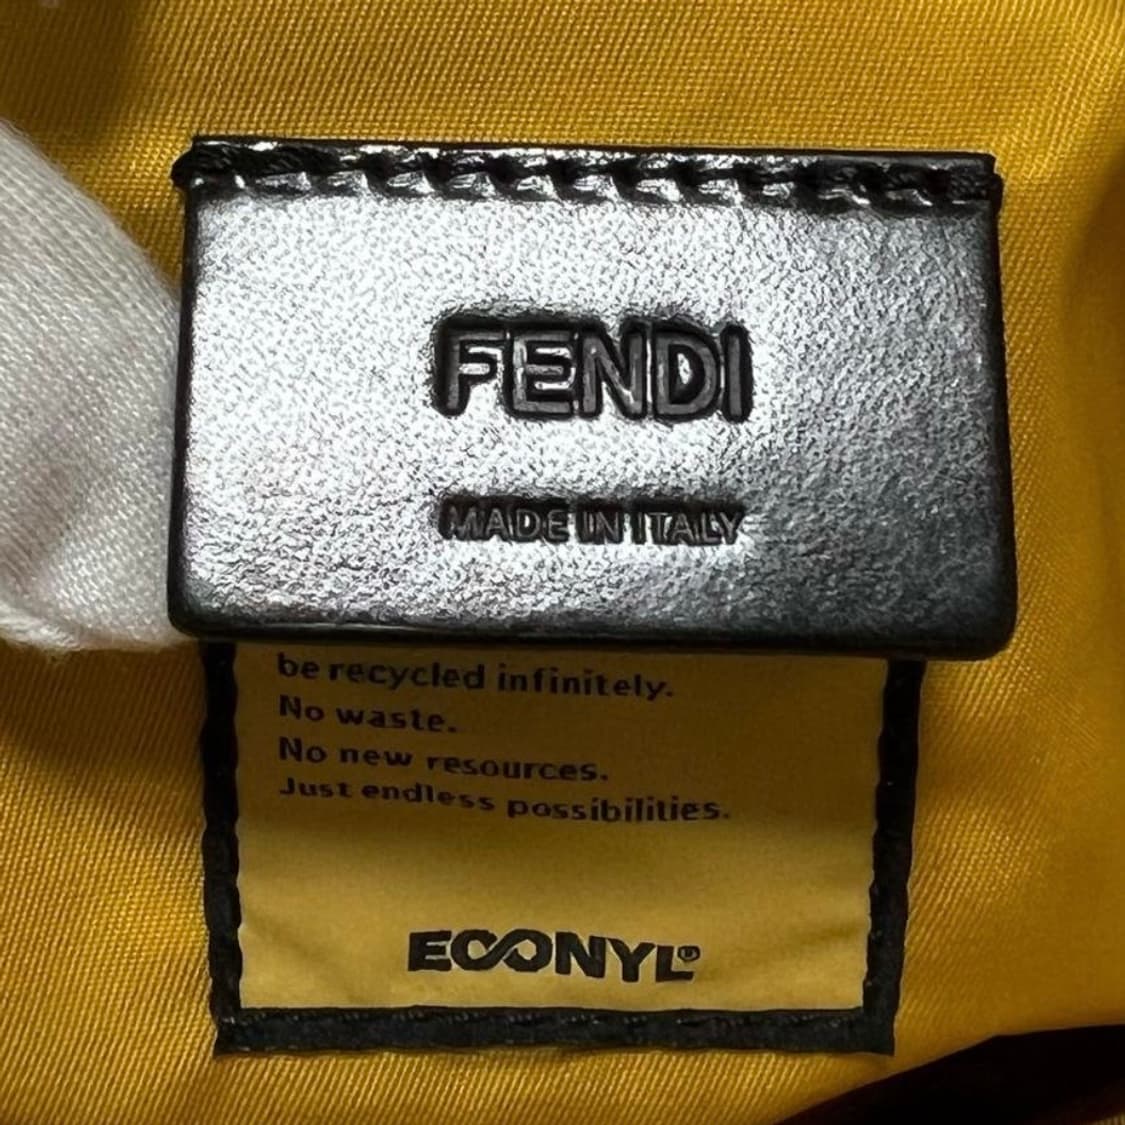 FENDI
MADE IN ITALY
be recycled infinitely.
No waste.
No new resources.
Just endless possibilities.
ECONYL®